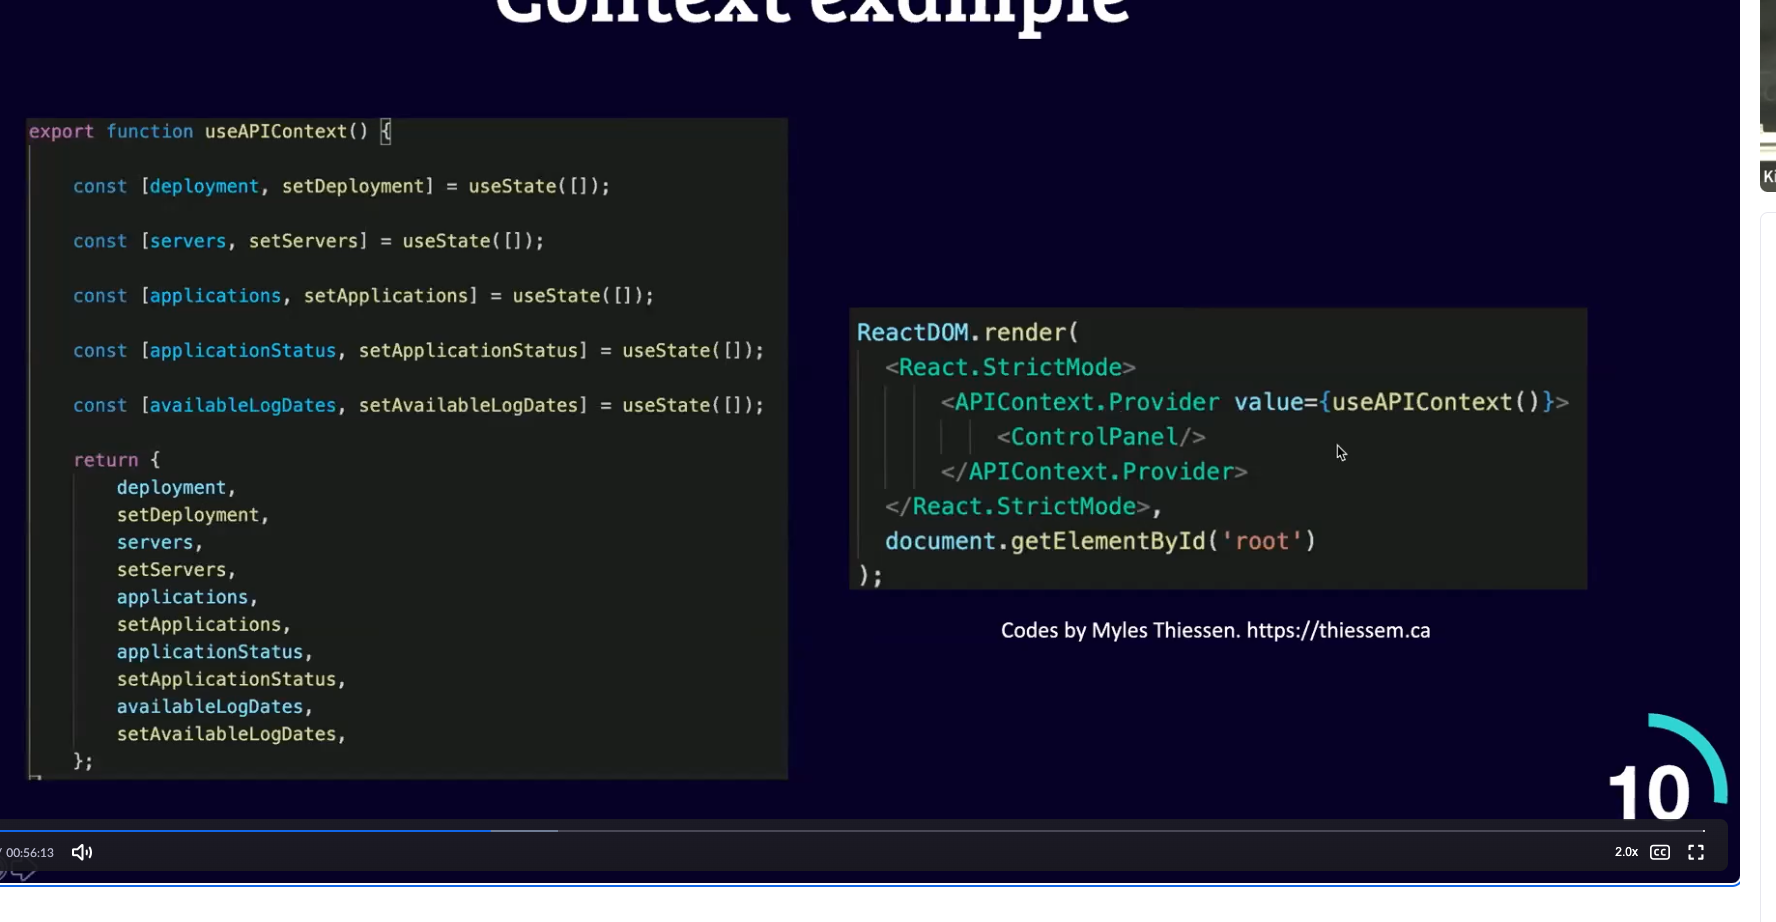 Context example
export function useAPIContext() {
const [deployment, setDeployment] = useState([]);
const [servers, setServers] = useState([]);
const [applications, setApplications] = useState([]);
const [applicationStatus, setApplicationStatus] = useState([]);
const [availableLogDates, setAvailableLogDates] = useState([]);
return {
deployment,
setDeployment,
servers,
setServers,
applications,
setApplications,
applicationStatus,
setApplicationStatus,
availableLogDates,
setAvailableLogDates,
};
ReactDOM.render(
<React.StrictMode>
<APIContext.Provider value={useAPIContext()}>
<ControlPanel/>
</APIContext.Provider>
</React.StrictMode>,
document.getElementById('root')
);
Codes by Myles Thiessen. https://thiessem.ca
10
/ 00:56:13
2.0x
CC
Ki